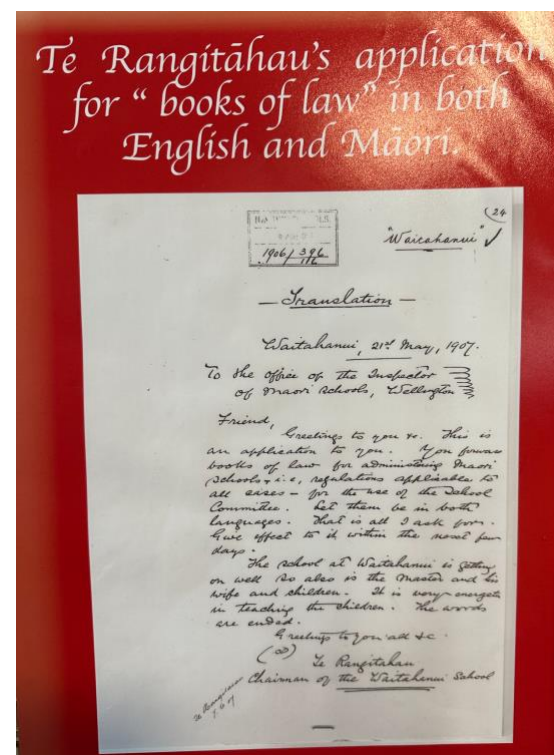 Te Rangitāhau's application
for “ books of law” in both
English and Māori.
24
1906/396
116
"Waitahanui" ✓
— Translation —
Waitahanui, 21st May, 1907.
To the Office of the Inspector
of Maori Schools, Wellington
Friend,
Greetings to you &c. This is
an application to you. You forward
books of law for administering Maori
Schools, i.e., regulations applicable to
all cases – for the use of the School
Committee. Let them be in both
languages. That is all I ask for.
Give effect to it within the next few
days.
The school at Waitahanui is getting
on well so also is the Master and his
wife and children. It is very energetic
in teaching the children. The words
are ended.
Greetings to you all &c.
Te Rangitahau
Chairman of the Waitahanui School